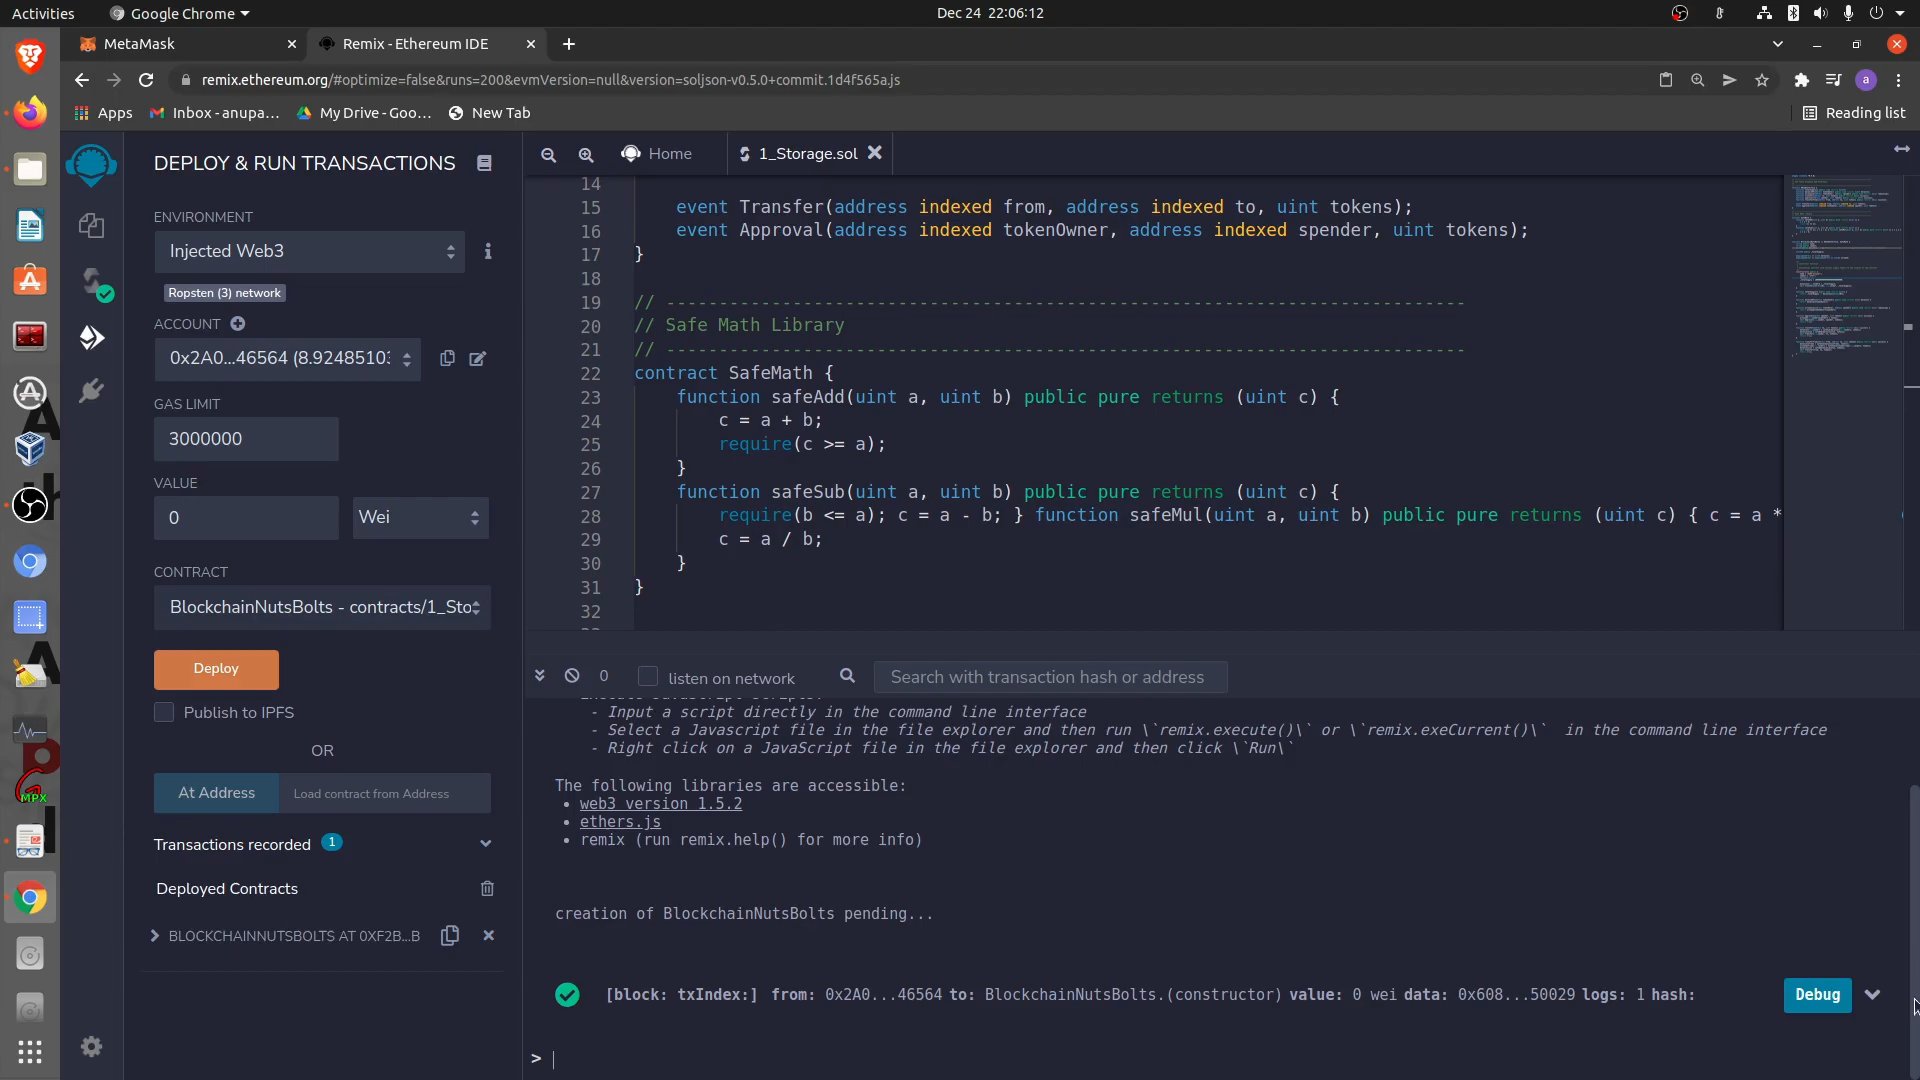 Activities
Google Chrome
Dec 24 22:06:12
MetaMask
Remix - Ethereum IDE
remix.ethereum.org/#optimize=false&runs=200&evmVersion=null&version=soljson-v0.5.0+commit.1d4f565a.js
a
Apps
Inbox - anupa...
My Drive - Goo...
New Tab
Reading list
DEPLOY & RUN TRANSACTIONS
ENVIRONMENT
Injected Web3
Ropsten (3) network
ACCOUNT
0x2A0...46564 (8.9248510
GAS LIMIT
3000000
VALUE
0
Wei
CONTRACT
BlockchainNutsBolts - contracts/1_Sto
Deploy
Publish to IPFS
OR
At Address
Load contract from Address
Transactions recorded 1
Deployed Contracts
BLOCKCHAINNUTSBOLTS AT 0XF2B...B
MPX
Home
1_Storage.sol
14
15 event Transfer(address indexed from, address indexed to, uint tokens);
16 event Approval(address indexed tokenOwner, address indexed spender, uint tokens);
17 }
18
19 // ----------------------------------------------------------------------------
20 // Safe Math Library
21 // ----------------------------------------------------------------------------
22 contract SafeMath {
23 function safeAdd(uint a, uint b) public pure returns (uint c) {
24 c = a + b;
25 require(c >= a);
26 }
27 function safeSub(uint a, uint b) public pure returns (uint c) {
28 require(b <= a); c = a - b; } function safeMul(uint a, uint b) public pure returns (uint c) { c = a *
29 c = a / b;
30 }
31 }
32
0
listen on network
Search with transaction hash or address
- Input a script directly in the command line interface
- Select a Javascript file in the file explorer and then run \`remix.execute()\` or \`remix.exeCurrent()\` in the command line interface
- Right click on a JavaScript file in the file explorer and then click \`Run\`
The following libraries are accessible:
• web3 version 1.5.2
• ethers.js
• remix (run remix.help() for more info)
creation of BlockchainNutsBolts pending...
[block: txIndex:] from: 0x2A0...46564 to: BlockchainNutsBolts.(constructor) value: 0 wei data: 0x608...50029 logs: 1 hash:
Debug
>